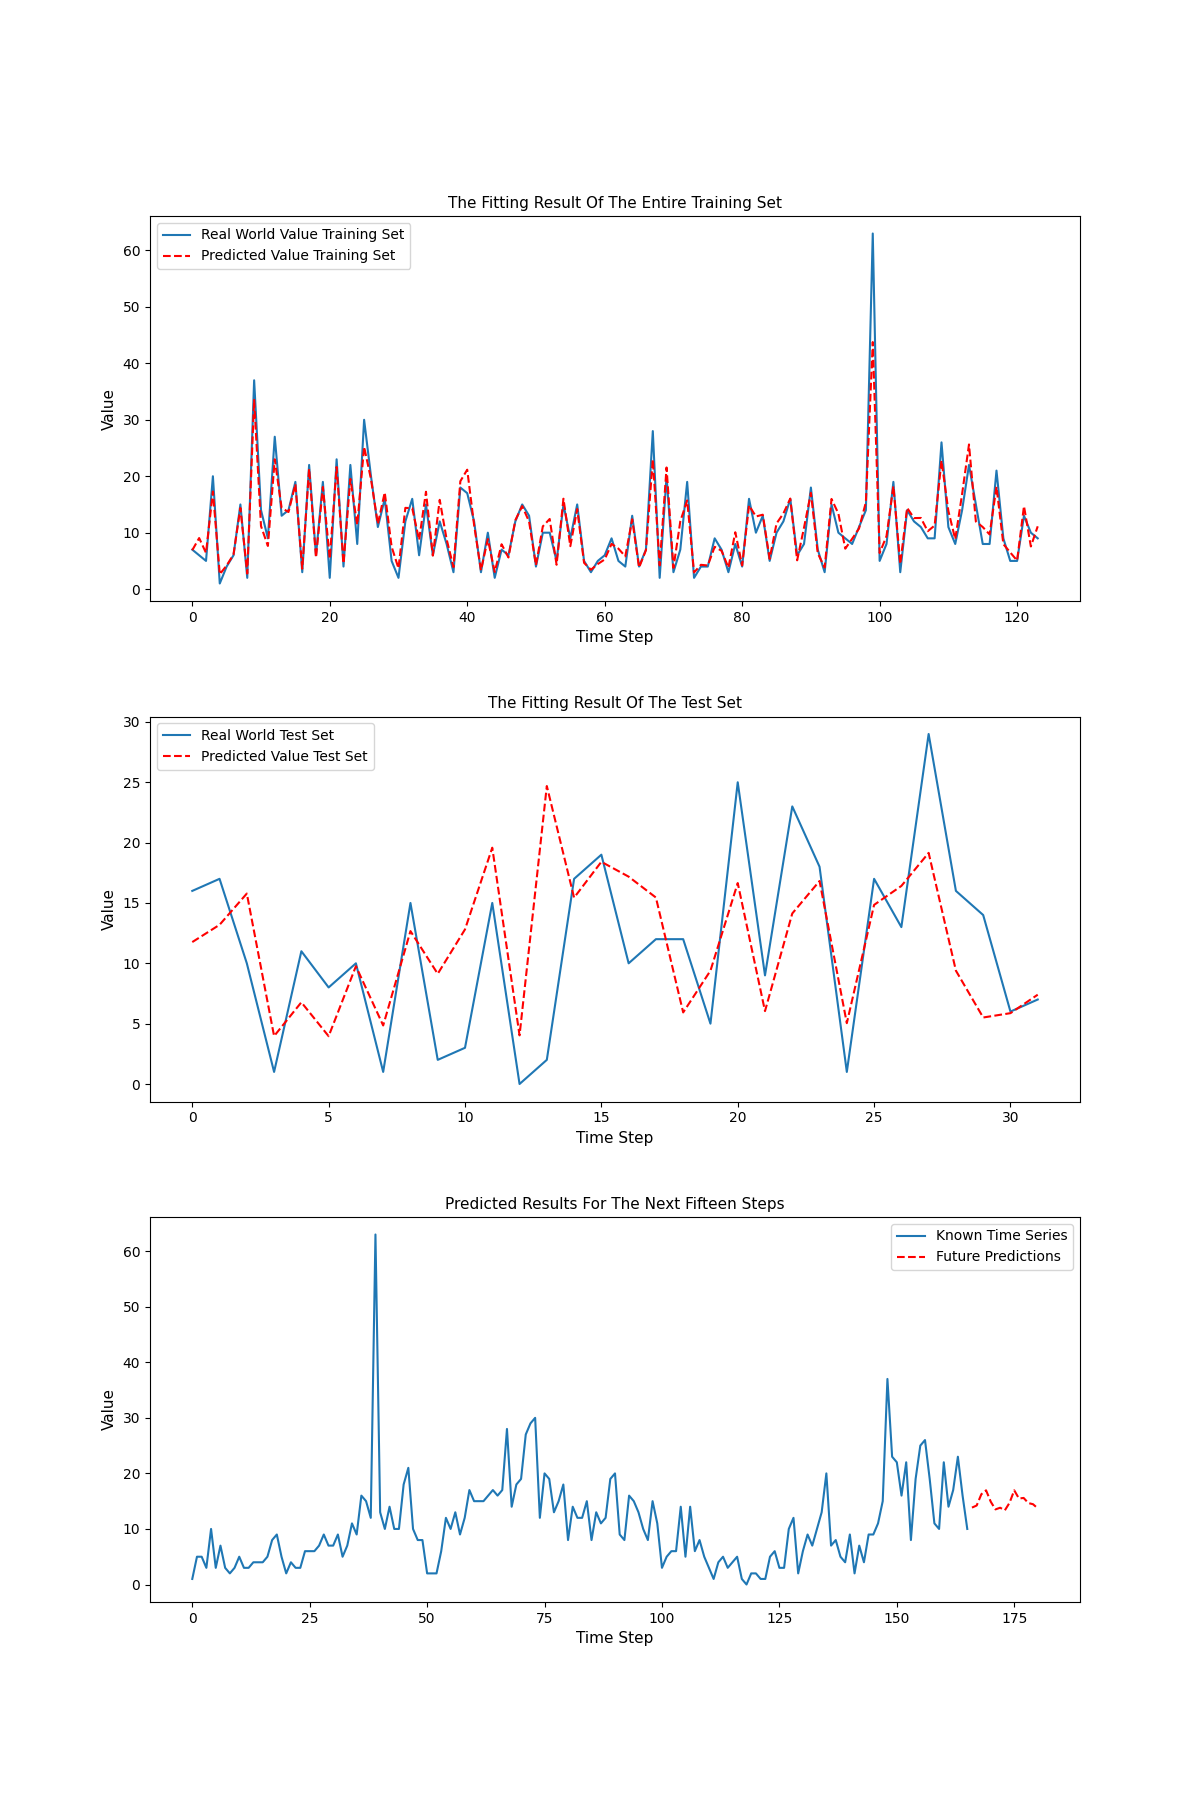 The Fitting Result Of The Entire Training Set
Real World Value Training Set
Predicted Value Training Set
Value
60
50
40
30
20
10
0
0 20 40 60 80 100 120
Time Step
The Fitting Result Of The Test Set
Real World Test Set
Predicted Value Test Set
Value
30
25
20
15
10
5
0
0 5 10 15 20 25 30
Time Step
Predicted Results For The Next Fifteen Steps
Known Time Series
Future Predictions
Value
60
50
40
30
20
10
0
0 25 50 75 100 125 150 175
Time Step